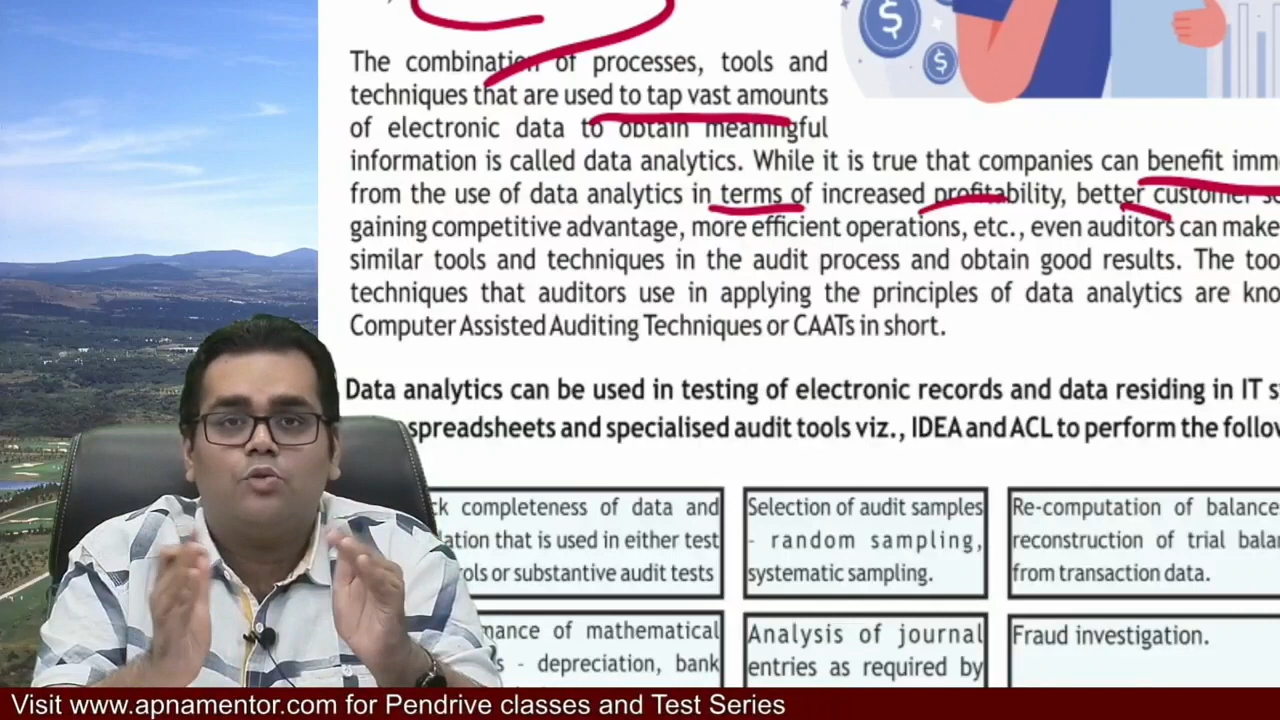 The combination of processes, tools and
techniques that are used to tap vast amounts
of electronic data to obtain meaningful
information is called data analytics. While it is true that companies can benefit imm
from the use of data analytics in terms of increased profitability, better customer se
gaining competitive advantage, more efficient operations, etc., even auditors can make
similar tools and techniques in the audit process and obtain good results. The too
techniques that auditors use in applying the principles of data analytics are kno
Computer Assisted Auditing Techniques or CAATs in short.
Data analytics can be used in testing of electronic records and data residing in IT s
spreadsheets and specialised audit tools viz., IDEA and ACL to perform the follow
ck completeness of data and
lation that is used in either test
rols or substantive audit tests
Selection of audit samples
- random sampling,
systematic sampling.
Re-computation of balance
reconstruction of trial bala
from transaction data.
mance of mathematical
s - depreciation, bank
Analysis of journal
entries as required by
Fraud investigation.
Visit www.apnamentor.com for Pendrive classes and Test Series